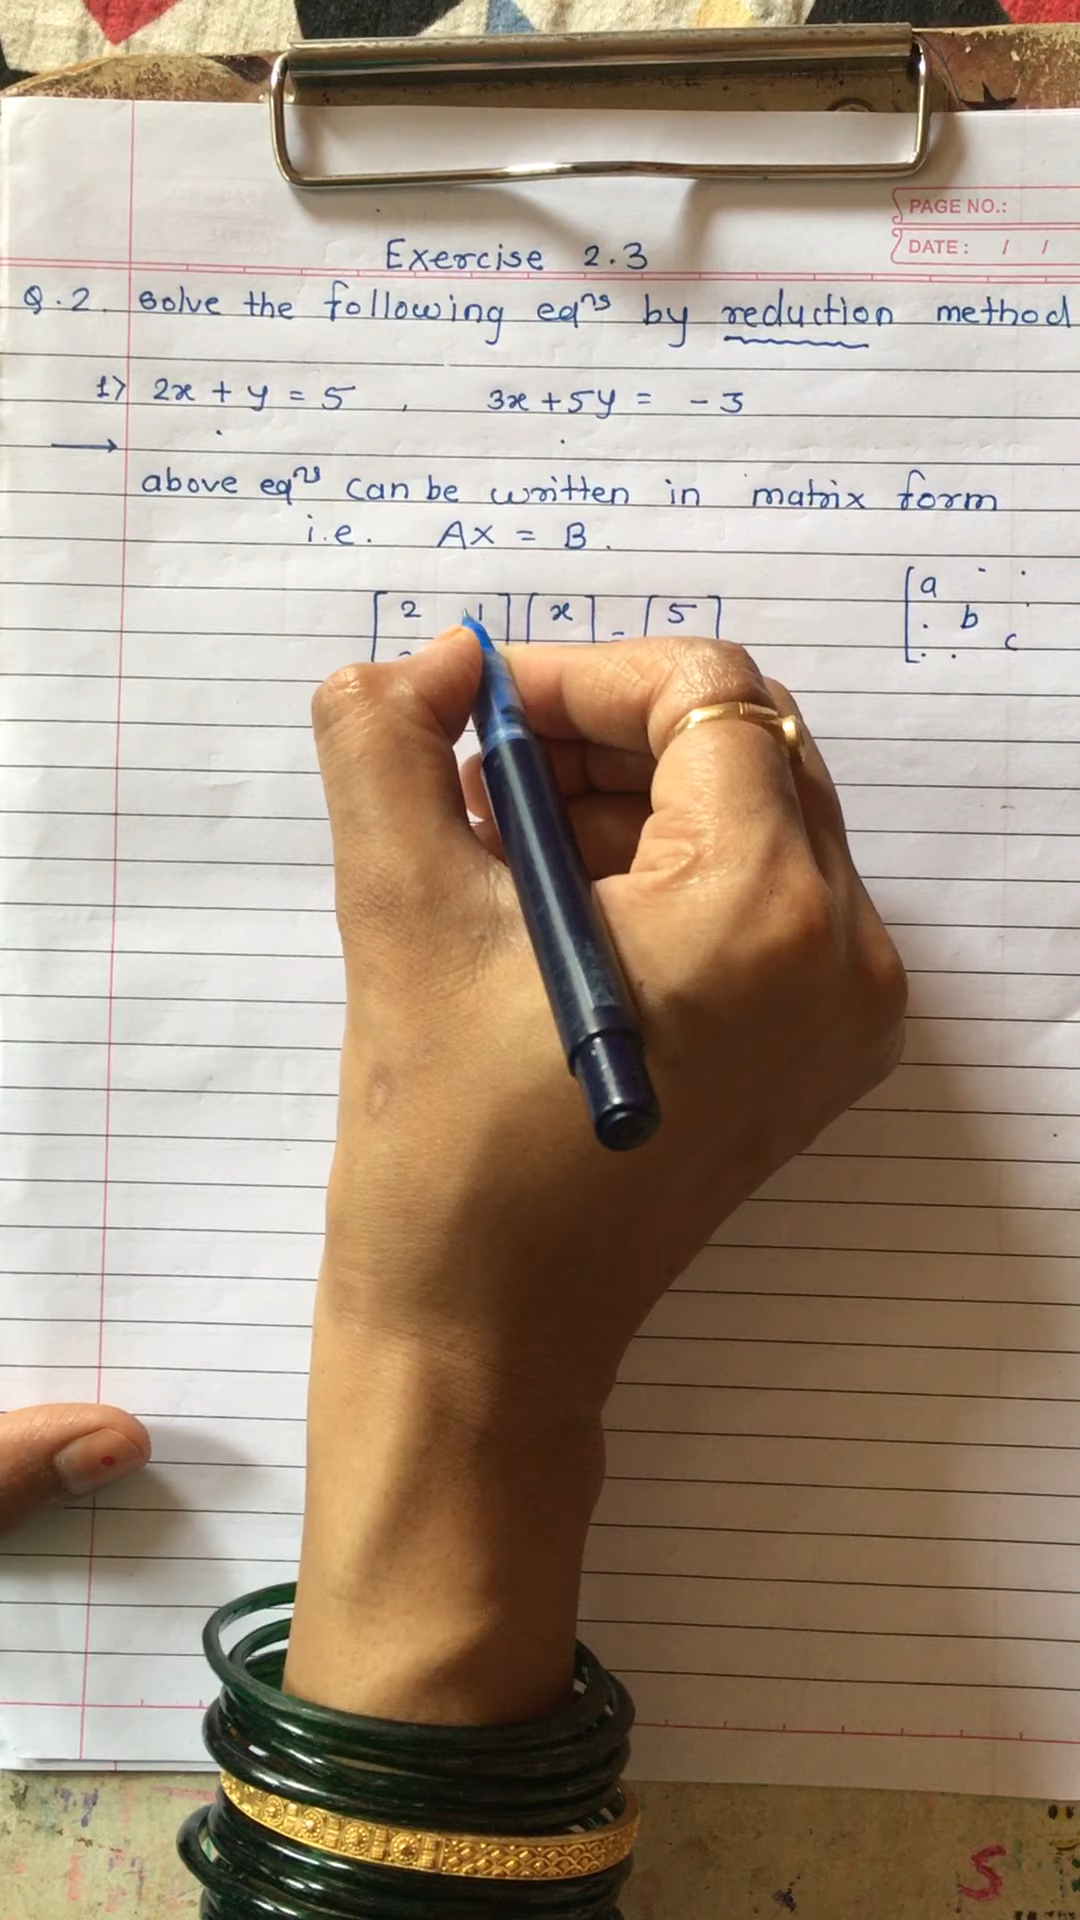 PAGE NO.:
DATE: / /
Exercise 2.3
Q.2. solve the following eqⁿˢ by reduction method
1) 2x + y = 5 , 3x + 5y = -3
→
above eqⁿˢ can be written in matrix form
i.e. AX = B.
[ 2 1 ] [ x ] = [ 5 ]
[ a . .
. b .
. . c
S